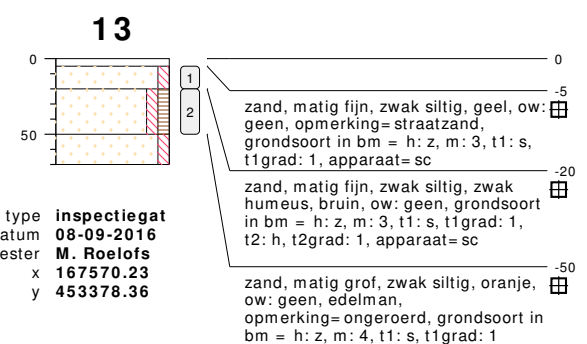 13
0
50
1
2
0
-5
zand, matig fijn, zwak siltig, geel, ow:
geen, opmerking=straatzand,
grondsoort in bm = h: z, m: 3, t1: s,
t1grad: 1, apparaat=sc
-20
zand, matig fijn, zwak siltig, zwak
humeus, bruin, ow: geen, grondsoort
in bm = h: z, m: 3, t1: s, t1grad: 1,
t2: h, t2grad: 1, apparaat=sc
-50
zand, matig grof, zwak siltig, oranje,
ow: geen, edelman,
opmerking=ongeroerd, grondsoort in
bm = h: z, m: 4, t1: s, t1grad: 1
type inspectiegat
atum 08-09-2016
ester M. Roelofs
x 167570.23
y 453378.36